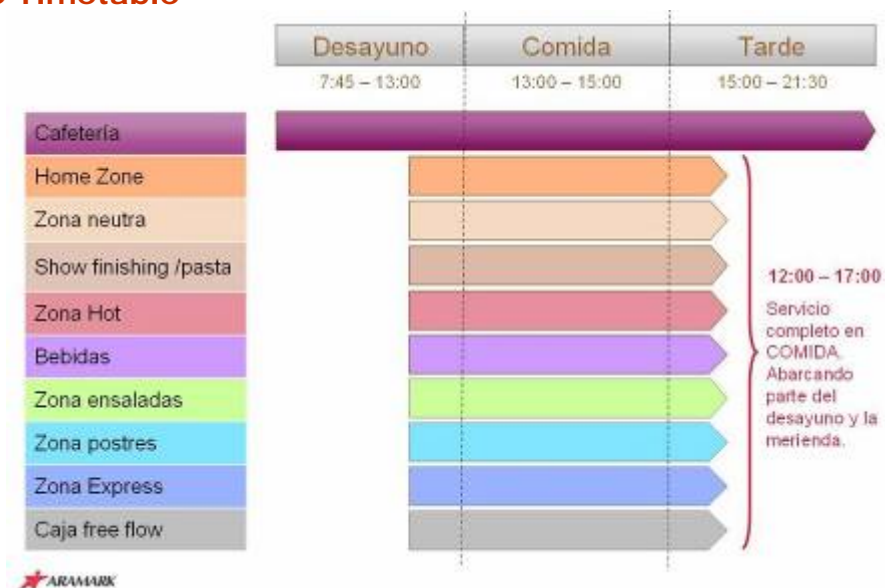 Timetable
Desayuno Comida Tarde
7:45 – 13:00 13:00 – 15:00 15:00 – 21:30
Cafetería
Home Zone
Zona neutra
Show finishing /pasta
Zona Hot
Bebidas
Zona ensaladas
Zona postres
Zona Express
Caja free flow
12:00 – 17:00
Servicio
completo en
COMIDA.
Abarcando
parte del
desayuno y la
merienda.
ARAMARK